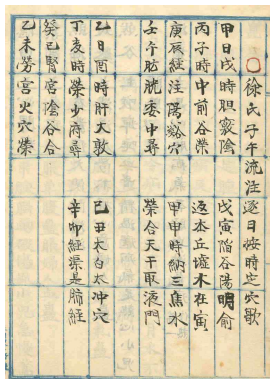 徐氏子午流注逐日按時定穴歌
甲日戌時胆竅陰 戊寅陷谷陽明俞
丙子時中前谷榮 返本丘墟木在寅
庚辰經注陽谿穴 甲申時納三焦水
壬午膀胱委中尋 榮合天干取液門
乙日酉時肝大敦 己丑太白太冲穴
丁亥時榮少府尋 辛卯經渠是肺經
癸巳腎宮陰谷合
乙未勞宮火穴榮